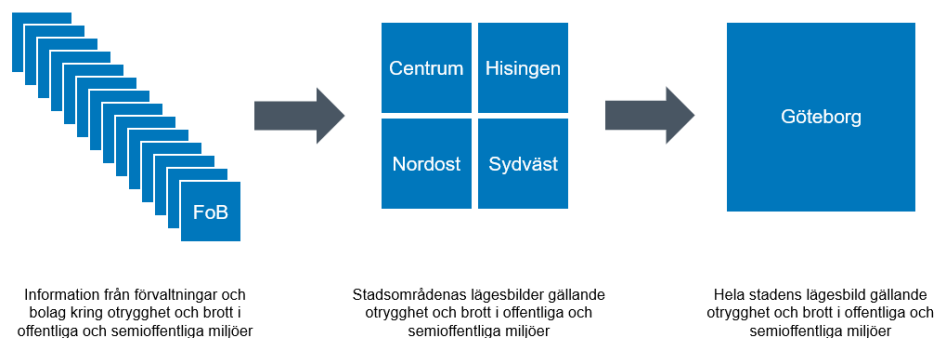 Centrum
Hisingen
Göteborg
Nordost
Sydväst
FoB
Information från förvaltningar och
bolag kring otrygghet och brott i
offentliga och semioffentliga miljöer
Stadsområdenas lägesbilder gällande
otrygghet och brott i offentliga och
semioffentliga miljöer
Hela stadens lägesbild gällande
otrygghet och brott i offentliga och
semioffentliga miljöer